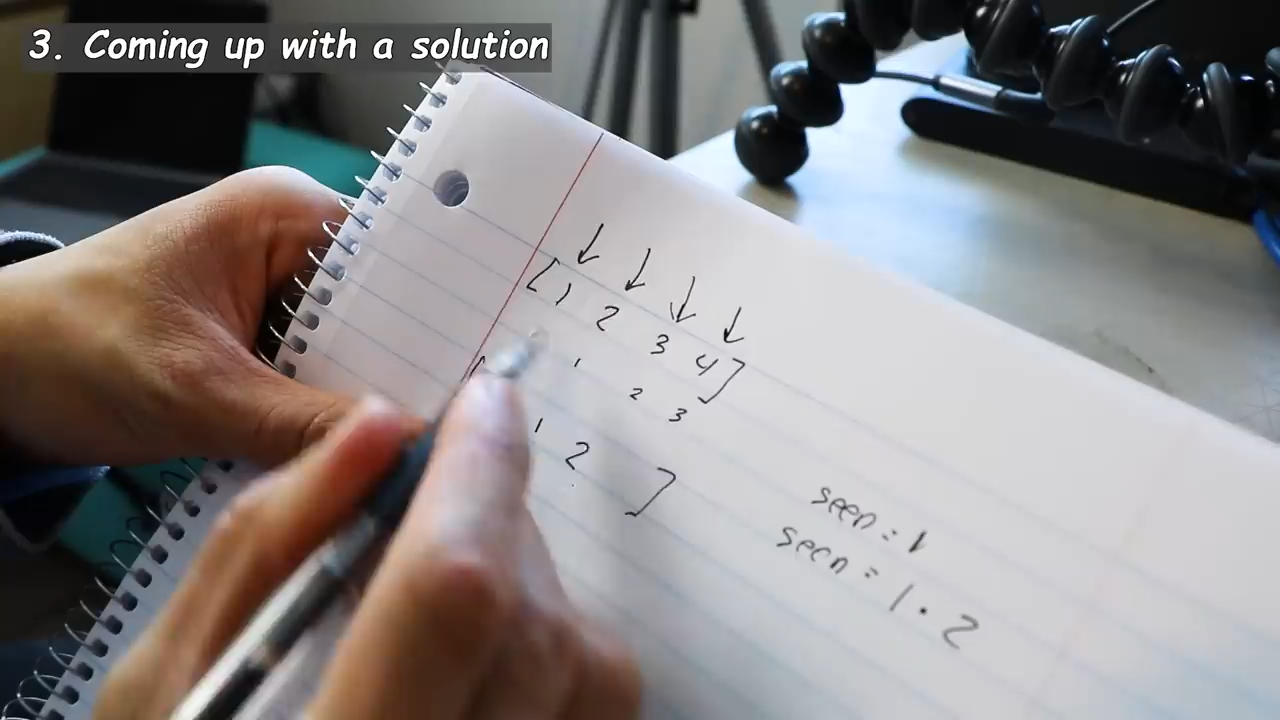 3. Coming up with a solution
[1 2 3 4]
1 2 3
1 2 ]
seen = 1
seen = 1 · 2